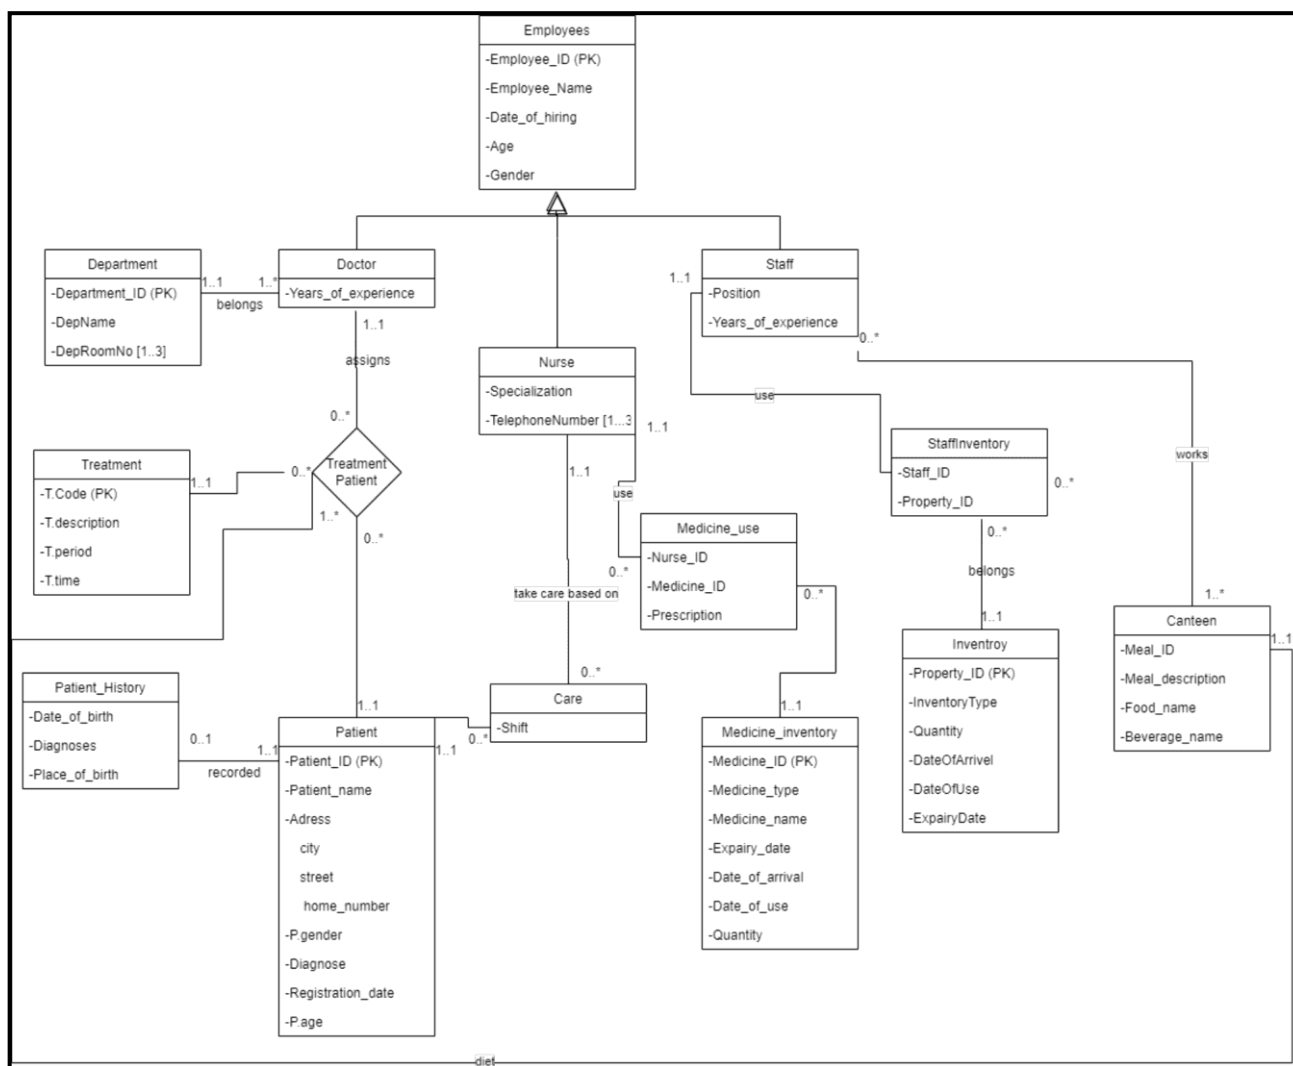 Employees
-Employee_ID (PK)
-Employee_Name
-Date_of_hiring
-Age
-Gender
Department
-Department_ID (PK)
-DepName
-DepRoomNo [1..3]
1..1
1..*
belongs
Doctor
-Years_of_experience
1..1
assigns
0..*
Staff
-Position
-Years_of_experience
1..1
0..*
use
works
Nurse
-Specialization
-TelephoneNumber [1...3
1..1
1..1
use
0..*
take care based on
0..*
StaffInventory
-Staff_ID
-Property_ID
0..*
0..*
belongs
1..1
Treatment
-T.Code (PK)
-T.description
-T.period
-T.time
1..1
0..*
Treatment
Patient
1..*
0..*
1..1
Medicine_use
-Nurse_ID
-Medicine_ID
-Prescription
0..*
1..1
Inventroy
-Property_ID (PK)
-InventoryType
-Quantity
-DateOfArrivel
-DateOfUse
-ExpairyDate
1..*
Canteen
1..1
-Meal_ID
-Meal_description
-Food_name
-Beverage_name
Patient_History
-Date_of_birth
-Diagnoses
-Place_of_birth
0..1
1..1
recorded
Care
-Shift
0..*
1..1
Patient
-Patient_ID (PK)
-Patient_name
-Adress
city
street
home_number
-P.gender
-Diagnose
-Registration_date
-P.age
Medicine_inventory
-Medicine_ID (PK)
-Medicine_type
-Medicine_name
-Expairy_date
-Date_of_arrival
-Date_of_use
-Quantity
diet